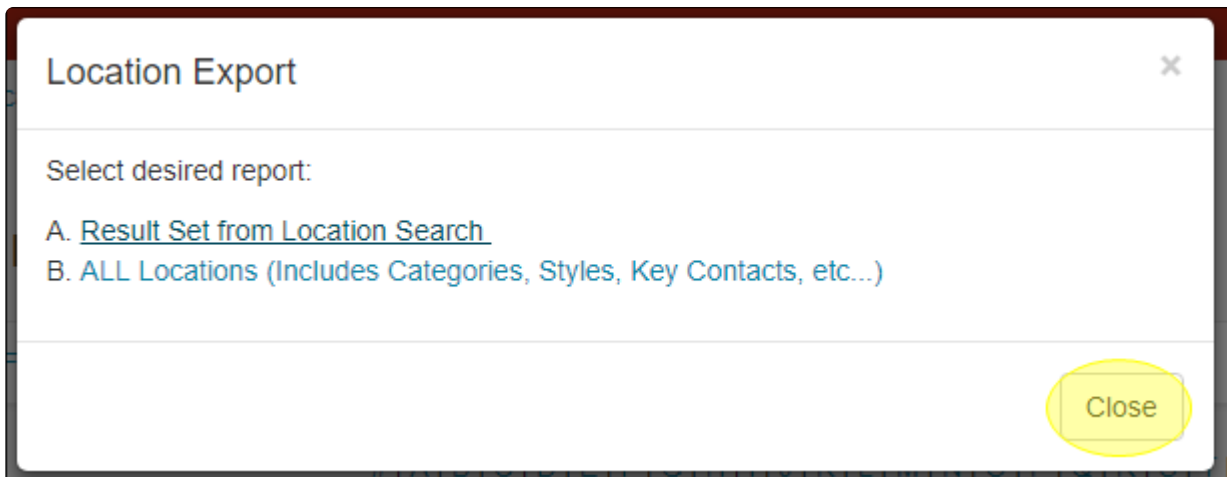 Location Export ×
Select desired report:
A. Result Set from Location Search
B. ALL Locations (Includes Categories, Styles, Key Contacts, etc...)
Close